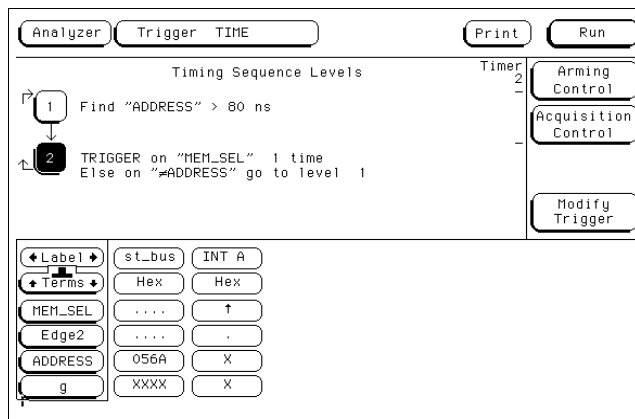 Analyzer Trigger TIME Print Run
Timing Sequence Levels
Timer
2
-
-
Arming
Control
Acquisition
Control
Modify
Trigger
1 Find "ADDRESS" > 80 ns
2 TRIGGER on "MEM_SEL" 1 time
Else on "≠ADDRESS" go to level 1
Label st_bus INT A
Terms Hex Hex
MEM_SEL .... ↑
Edge2 .... .
ADDRESS 056A X
g XXXX X